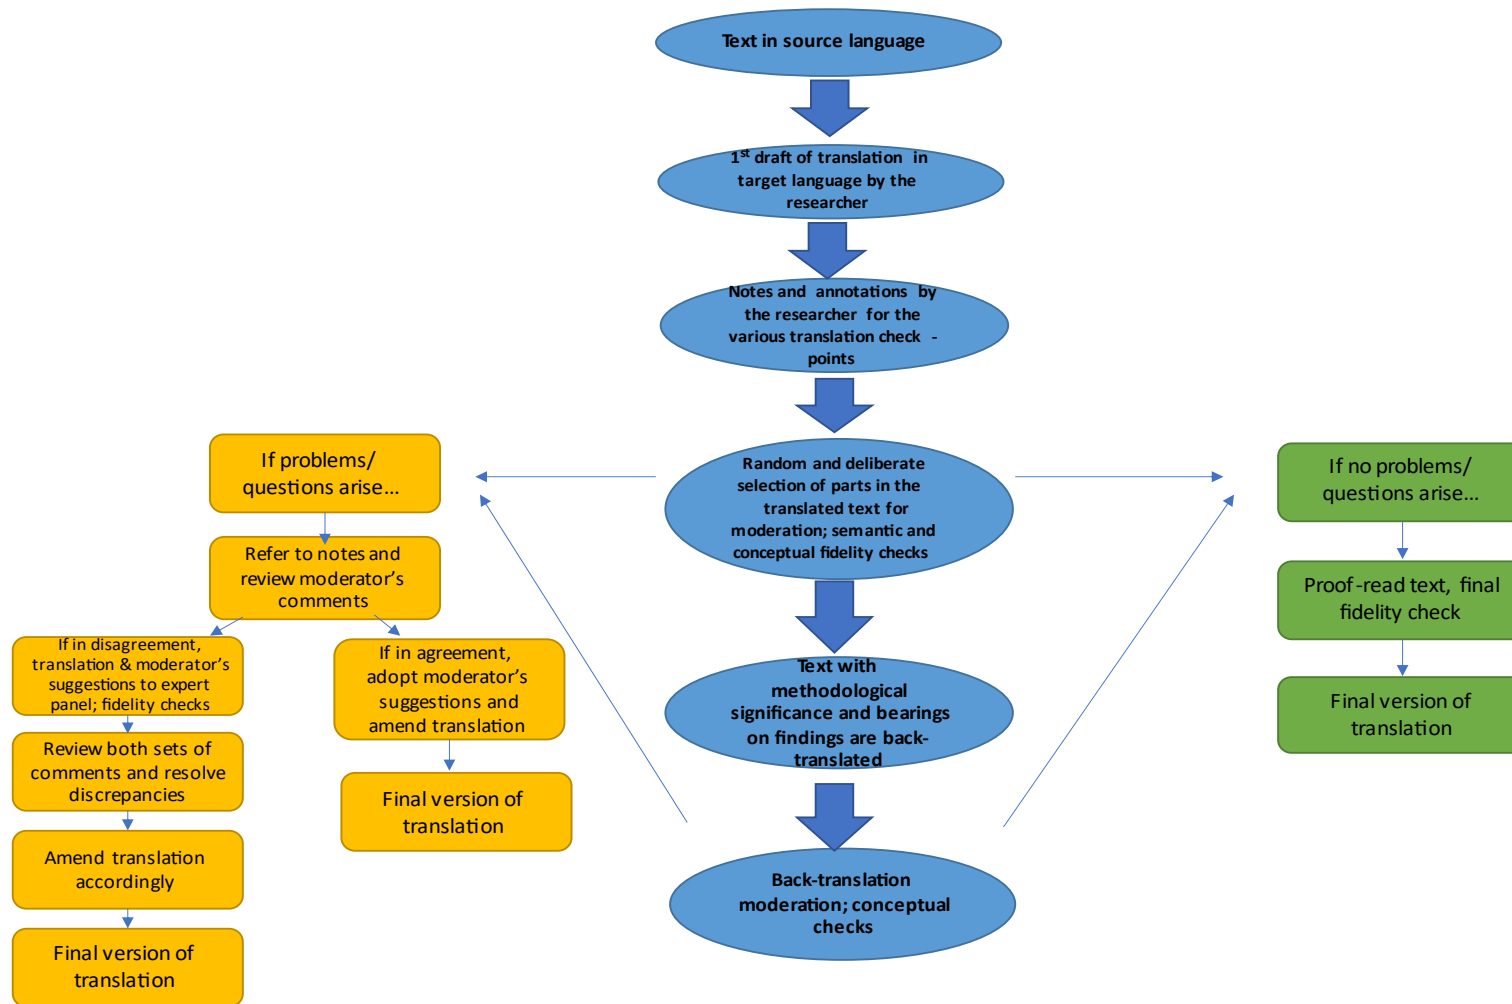 Text in source language
1st draft of translation in
target language by the
researcher
Notes and annotations by
the researcher for the
various translation check -
points
Random and deliberate
selection of parts in the
translated text for
moderation; semantic and
conceptual fidelity checks
Text with
methodological
significance and bearings
on findings are back-
translated
Back-translation
moderation; conceptual
checks
If problems/
questions arise...
Refer to notes and
review moderator's
comments
If in disagreement,
translation & moderator's
suggestions to expert
panel; fidelity checks
Review both sets of
comments and resolve
discrepancies
Amend translation
accordingly
Final version of
translation
If in agreement,
adopt moderator's
suggestions and
amend translation
Final version of
translation
If no problems/
questions arise...
Proof-read text, final
fidelity check
Final version of
translation